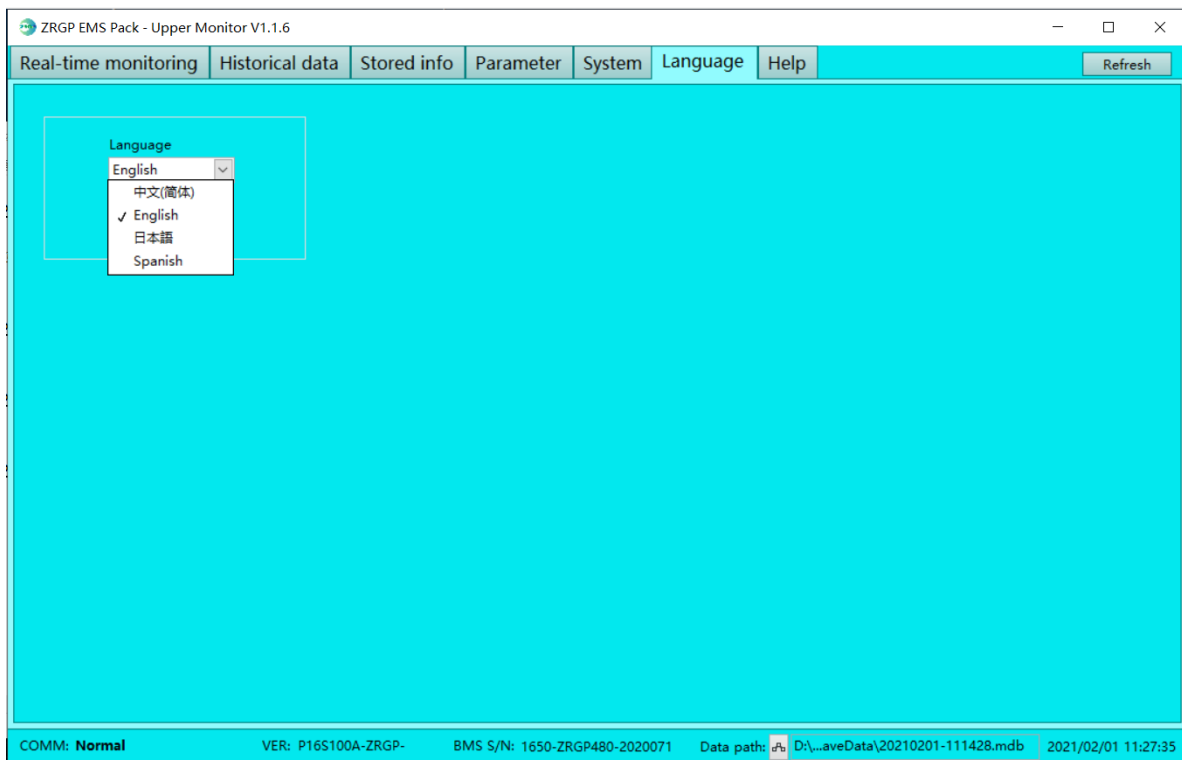 ZRGP EMS Pack - Upper Monitor V1.1.6
Real-time monitoring Historical data Stored info Parameter System Language Help Refresh
Language
English
中文(简体)
✓ English
日本語
Spanish
COMM: Normal VER: P16S100A-ZRGP- BMS S/N: 1650-ZRGP480-2020071 Data path: D:\...aveData\20210201-111428.mdb 2021/02/01 11:27:35